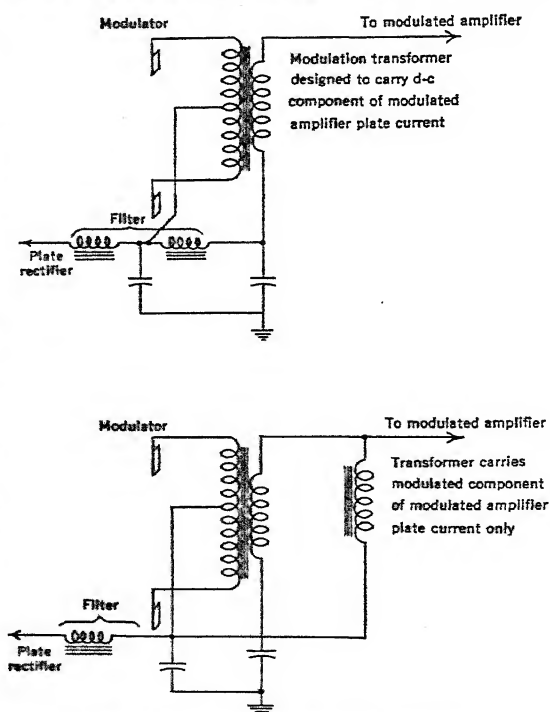 To modulated amplifier
Modulator
Modulation transformer
designed to carry d-c
component of modulated
amplifier plate current
Filter
Plate
rectifier
To modulated amplifier
Modulator
Transformer carries
modulated component
of modulated amplifier
plate current only
Filter
Plate
rectifier